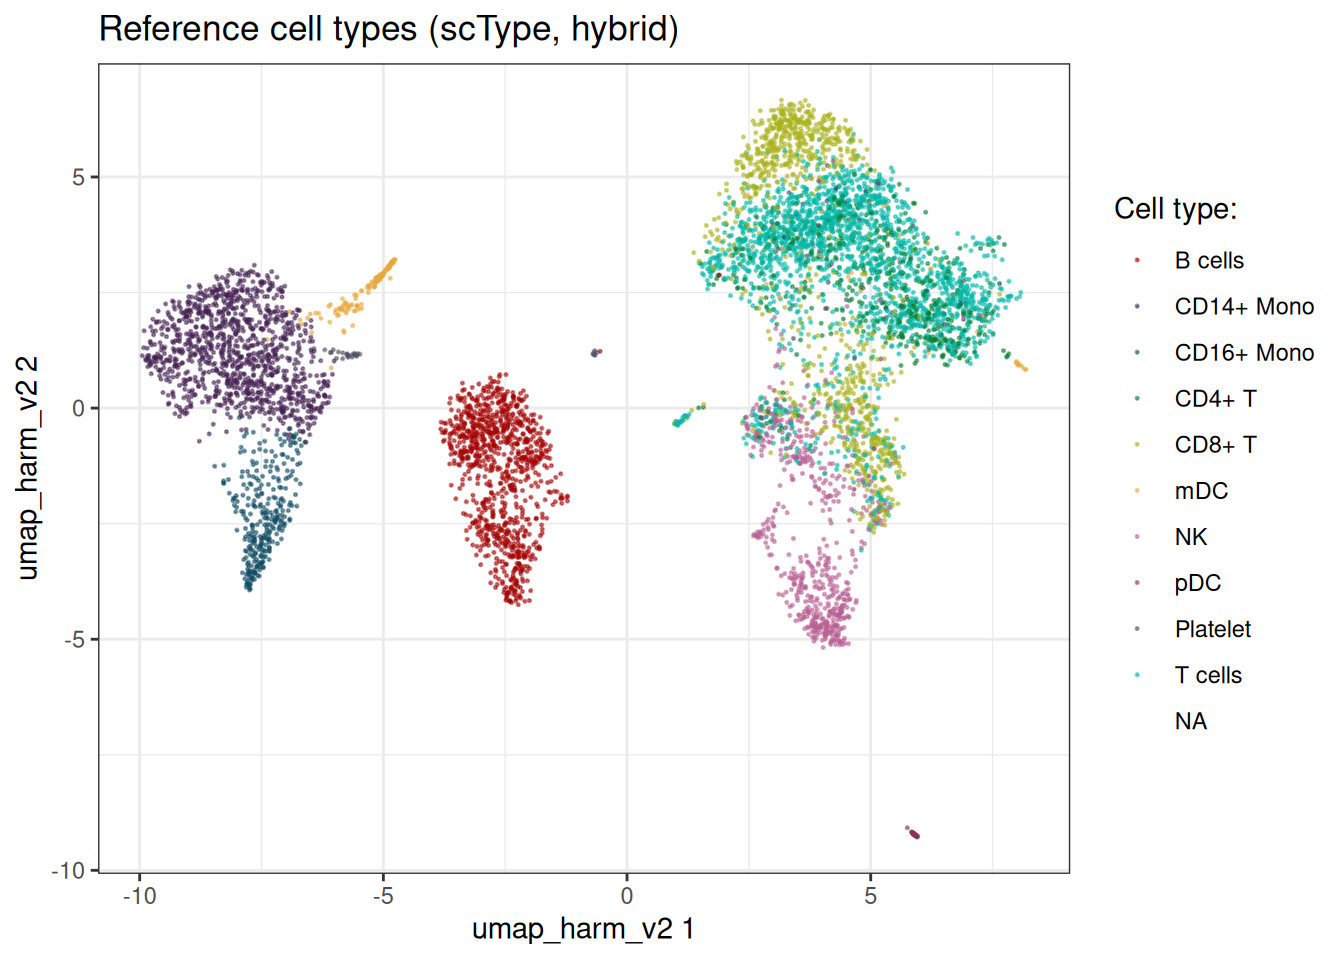 Reference cell types (scType, hybrid)
umap_harm_v2 2
5
0
-5
-10
-10
-5
0
5
umap_harm_v2 1
Cell type:
B cells
CD14+ Mono
CD16+ Mono
CD4+ T
CD8+ T
mDC
NK
pDC
Platelet
T cells
NA